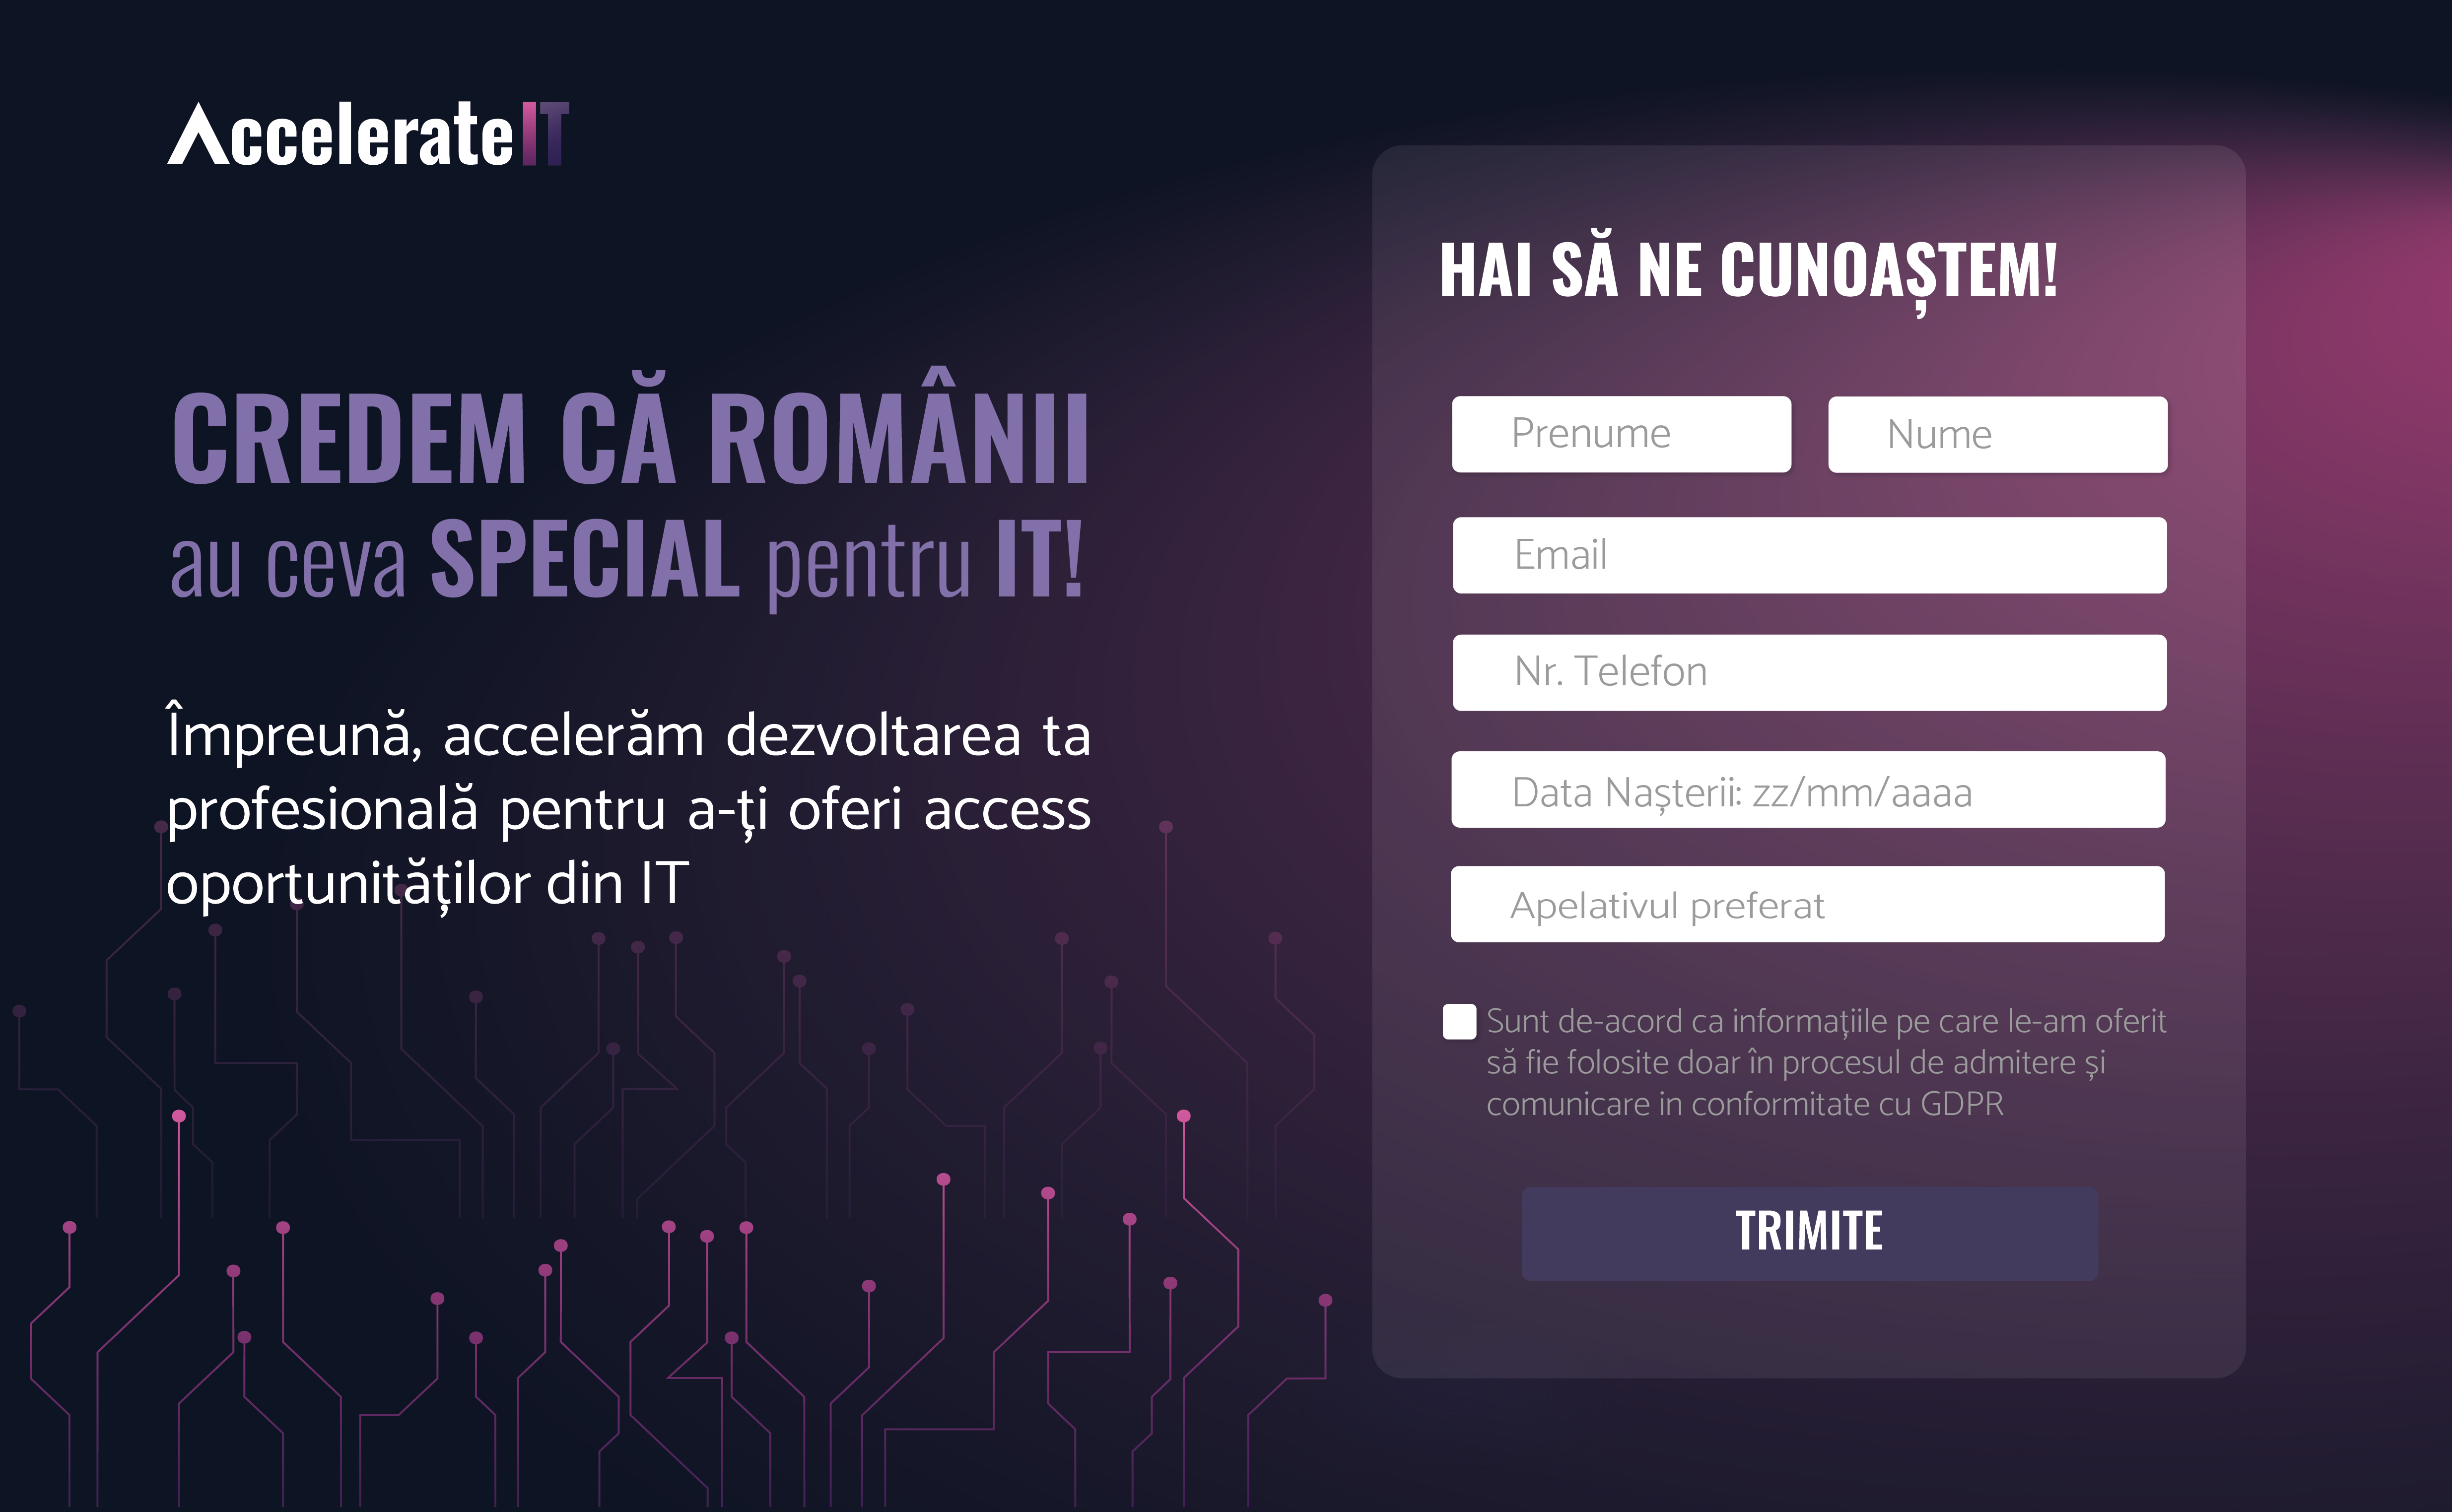 AccelerateIT
CREDEM CĂ ROMÂNII
au ceva SPECIAL pentru IT!
Împreună, accelerăm dezvoltarea ta
profesională pentru a-ți oferi access
oportunităților din IT
HAI SĂ NE CUNOAȘTEM!
Prenume
Nume
Email
Nr. Telefon
Data Nașterii: zz/mm/aaaa
Apelativul preferat
Sunt de-acord ca informațiile pe care le-am oferit
să fie folosite doar în procesul de admitere și
comunicare in conformitate cu GDPR
TRIMITE